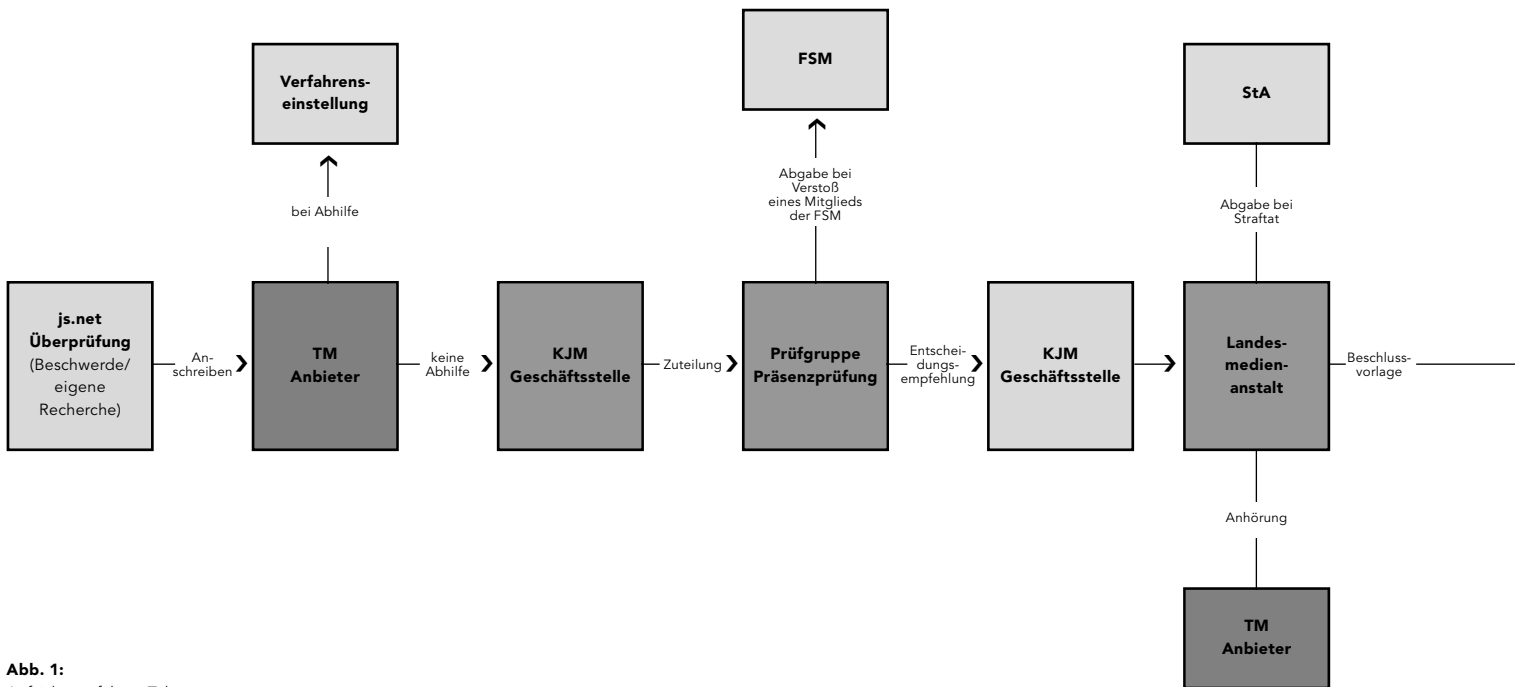 FSM
Verfahrens-
einstellung
StA
Abgabe bei
Verstoß
eines Mitglieds
der FSM
bei Abhilfe
Abgabe bei
Straftat
js.net
Überprüfung
(Beschwerde/
eigene
Recherche)
An-
schreiben
TM
Anbieter
keine
Abhilfe
KJM
Geschäftsstelle
Zuteilung
Prüfgruppe
Präsenzprüfung
Entschei-
dungs-
empfehlung
KJM
Geschäftsstelle
Landes-
medien-
anstalt
Beschluss-
vorlage
Anhörung
TM
Anbieter
Abb. 1: